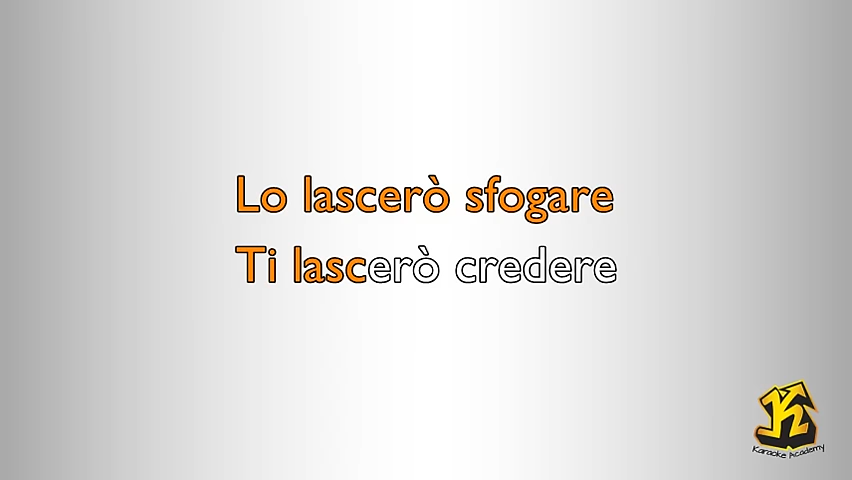 Lo lascerò sfogare
Ti lascerò credere
K
Karaoke Academy